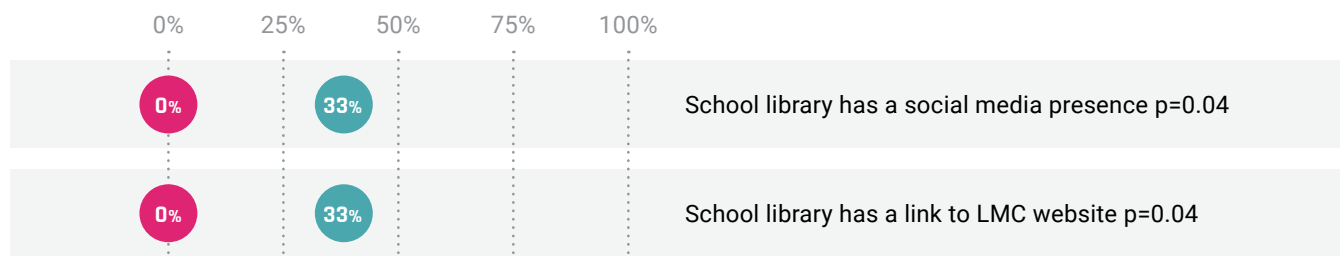 0% 25% 50% 75% 100%
0% 33% School library has a social media presence p=0.04
0% 33% School library has a link to LMC website p=0.04